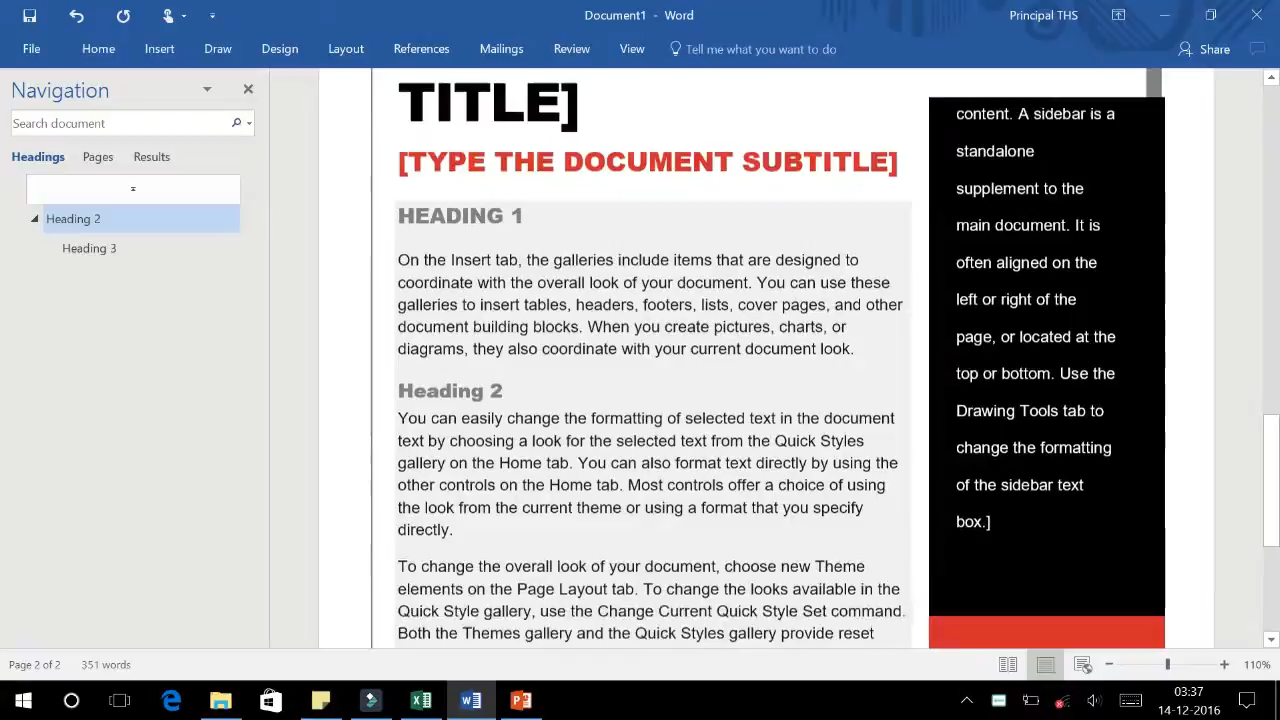 Document1 - Word
Principal THS
File Home Insert Draw Design Layout References Mailings Review View Tell me what you want to do Share
Navigation
Search document
Headings Pages Results
Heading 2
Heading 3
TITLE]
[TYPE THE DOCUMENT SUBTITLE]
HEADING 1
On the Insert tab, the galleries include items that are designed to
coordinate with the overall look of your document. You can use these
galleries to insert tables, headers, footers, lists, cover pages, and other
document building blocks. When you create pictures, charts, or
diagrams, they also coordinate with your current document look.
Heading 2
You can easily change the formatting of selected text in the document
text by choosing a look for the selected text from the Quick Styles
gallery on the Home tab. You can also format text directly by using the
other controls on the Home tab. Most controls offer a choice of using
the look from the current theme or using a format that you specify
directly.
To change the overall look of your document, choose new Theme
elements on the Page Layout tab. To change the looks available in the
Quick Style gallery, use the Change Current Quick Style Set command.
Both the Themes gallery and the Quick Styles gallery provide reset
content. A sidebar is a
standalone
supplement to the
main document. It is
often aligned on the
left or right of the
page, or located at the
top or bottom. Use the
Drawing Tools tab to
change the formatting
of the sidebar text
box.]
Page 2 of 2 351 words
110%
03:37
14-12-2016